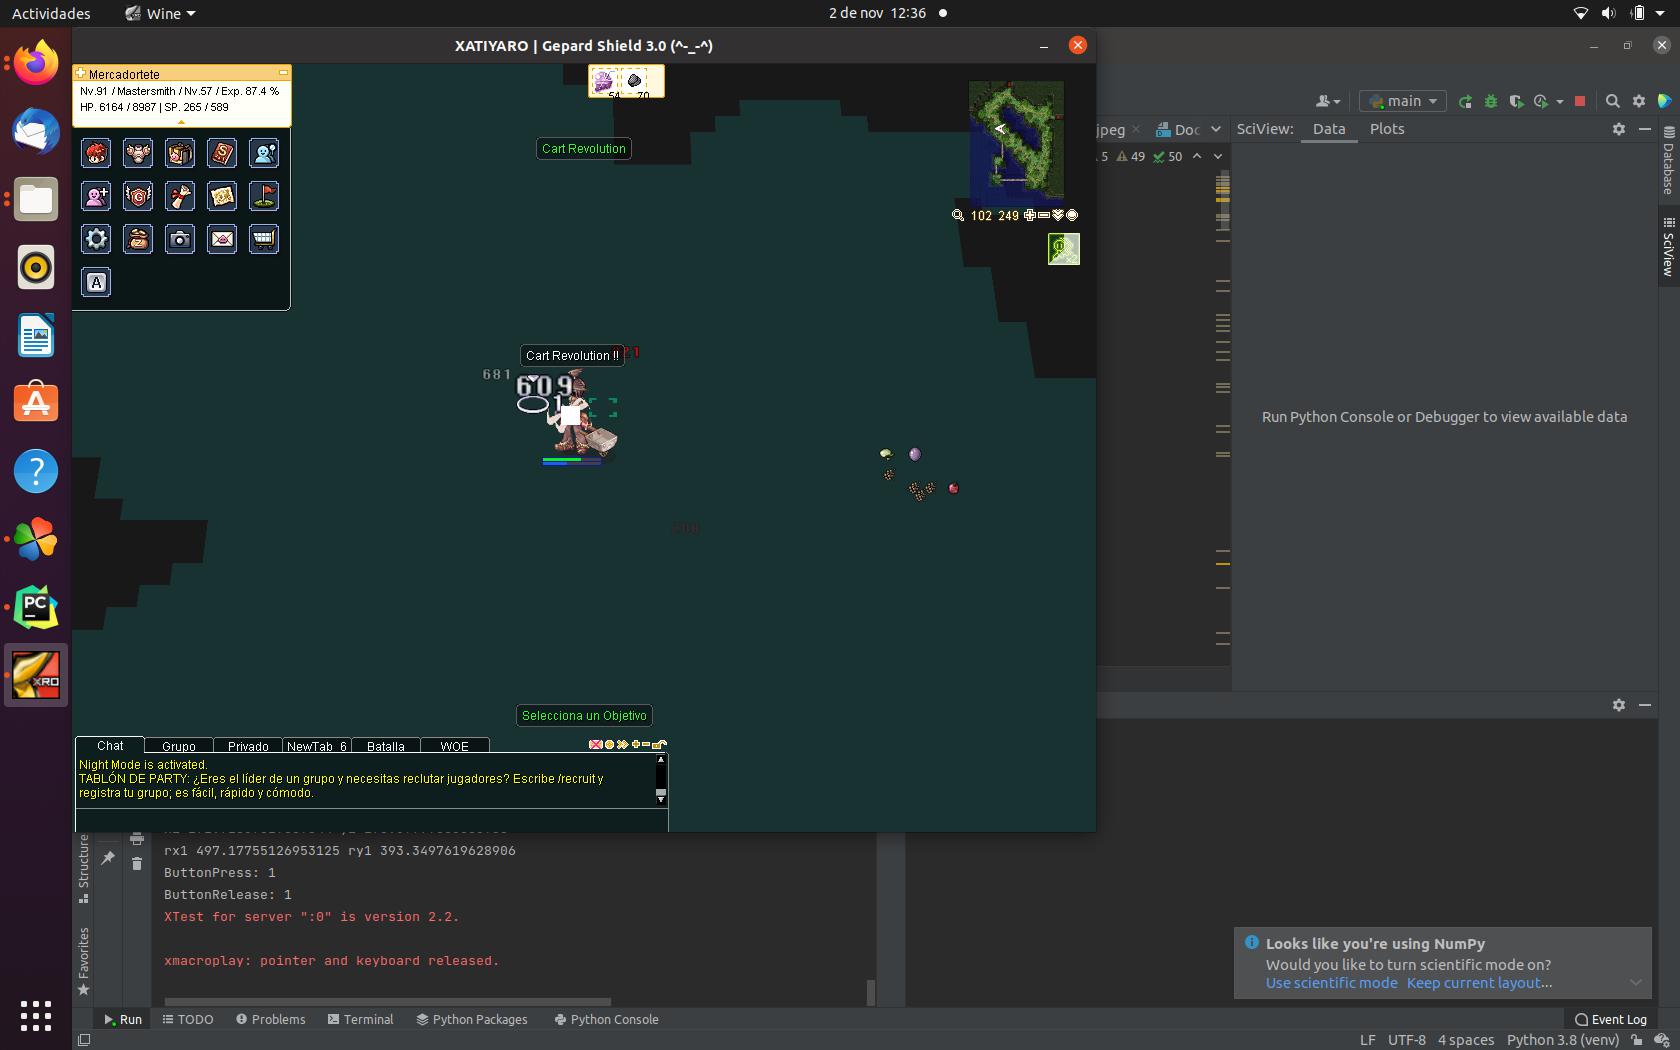 Actividades
Wine
2 de nov 12:36
XATIYARO | Gepard Shield 3.0 (^-_-^)
Mercadortete
Nv.91 / Mastersmith / Nv.57 / Exp. 87.4 %
HP. 6164 / 8987 | SP. 265 / 589
54
70
Cart Revolution
102 249
x2
Cart Revolution !!
21
681
609
1
Selecciona un Objetivo
Chat
Grupo
Privado
NewTab_6
Batalla
WOE
Night Mode is activated.
TABLÓN DE PARTY: ¿Eres el líder de un grupo y necesitas reclutar jugadores? Escribe /recruit y
registra tu grupo; es fácil, rápido y cómodo.
main
jpeg
Doc
SciView:
Data
Plots
5
49
50
Database
SciView
Run Python Console or Debugger to view available data
A
PC
XRO
Structure
Favorites
rx1 497.17755126953125 ry1 393.3497619628906
ButtonPress: 1
ButtonRelease: 1
XTest for server ":0" is version 2.2.
xmacroplay: pointer and keyboard released.
Looks like you're using NumPy
Would you like to turn scientific mode on?
Use scientific mode Keep current layout...
Run
TODO
Problems
Terminal
Python Packages
Python Console
Event Log
LF
UTF-8
4 spaces
Python 3.8 (venv)